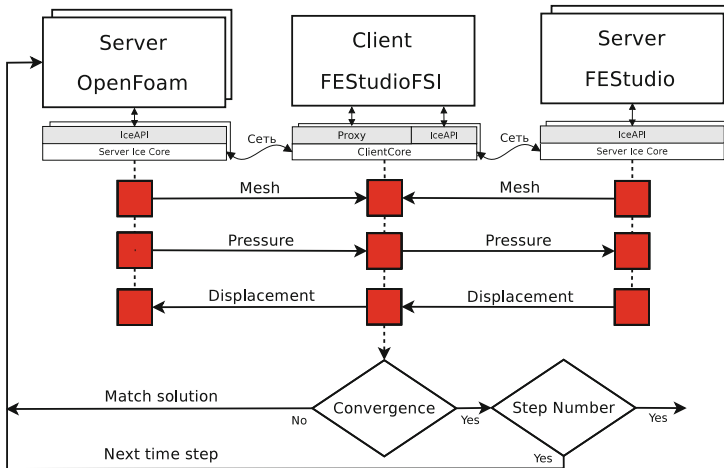 Server
OpenFoam
Client
FEStudioFSI
Server
FEStudio
IceAPI
Server Ice Core
Сеть
Proxy
IceAPI
ClientCore
Сеть
IceAPI
Server Ice Core
Mesh
Mesh
Pressure
Pressure
Displacement
Displacement
Match solution
No
Convergence
Yes
Step Number
Yes
Next time step
Yes